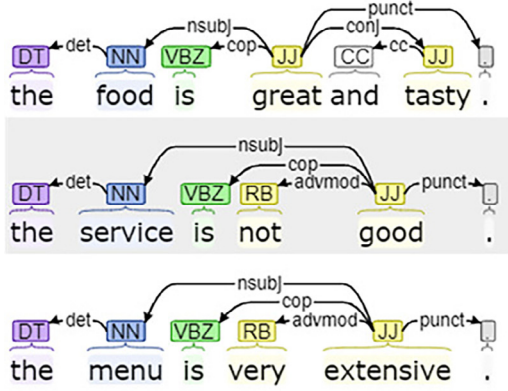 punct
nsubj conj
DT det NN VBZ cop JJ CC cc JJ .
the food is great and tasty .
nsubj
cop
DT det NN VBZ RB advmod JJ punct .
the service is not good .
nsubj
cop
DT det NN VBZ RB advmod JJ punct .
the menu is very extensive .